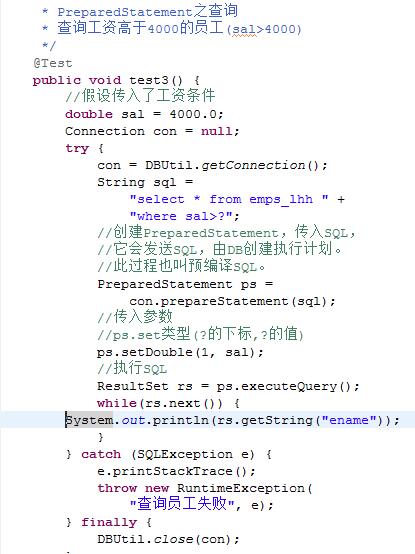 * PreparedStatement之查询
* 查询工资高于4000的员工(sal>4000)
*/
@Test
public void test3() {
//假设传入了工资条件
double sal = 4000.0;
Connection con = null;
try {
con = DBUtil.getConnection();
String sql =
"select * from emps_lhh " +
"where sal>?";
//创建PreparedStatement，传入SQL，
//它会发送SQL，由DB创建执行计划。
//此过程也叫预编译SQL。
PreparedStatement ps =
con.prepareStatement(sql);
//传入参数
//ps.set类型(?的下标,?的值)
ps.setDouble(1, sal);
//执行SQL
ResultSet rs = ps.executeQuery();
while(rs.next()) {
System.out.println(rs.getString("ename"));
}
} catch (SQLException e) {
e.printStackTrace();
throw new RuntimeException(
"查询员工失败", e);
} finally {
DBUtil.close(con);